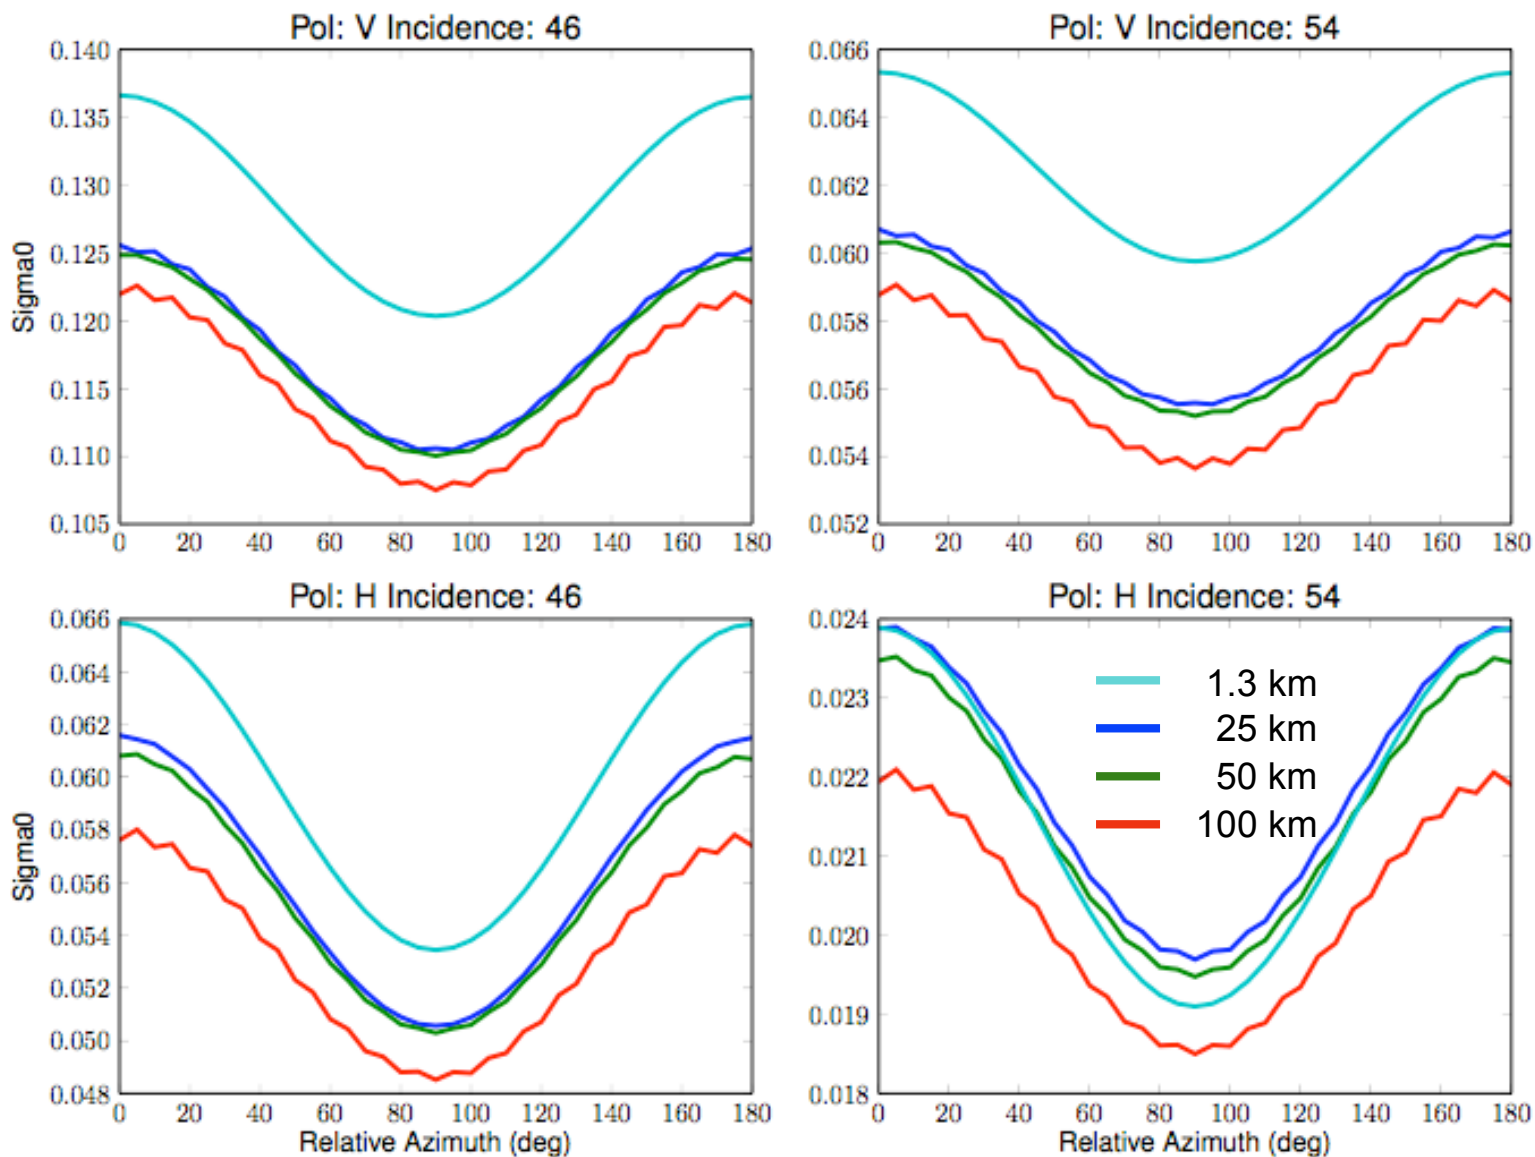 Pol: V Incidence: 46
0.140
0.135
0.130
0.125
0.120
0.115
0.110
0.105
Sigma0
0 20 40 60 80 100 120 140 160 180
Pol: V Incidence: 54
0.066
0.064
0.062
0.060
0.058
0.056
0.054
0.052
0 20 40 60 80 100 120 140 160 180
Pol: H Incidence: 46
0.066
0.064
0.062
0.060
0.058
0.056
0.054
0.052
0.050
0.048
Sigma0
0 20 40 60 80 100 120 140 160 180
Relative Azimuth (deg)
Pol: H Incidence: 54
0.024
0.023
0.022
0.021
0.020
0.019
0.018
1.3 km
25 km
50 km
100 km
0 20 40 60 80 100 120 140 160 180
Relative Azimuth (deg)